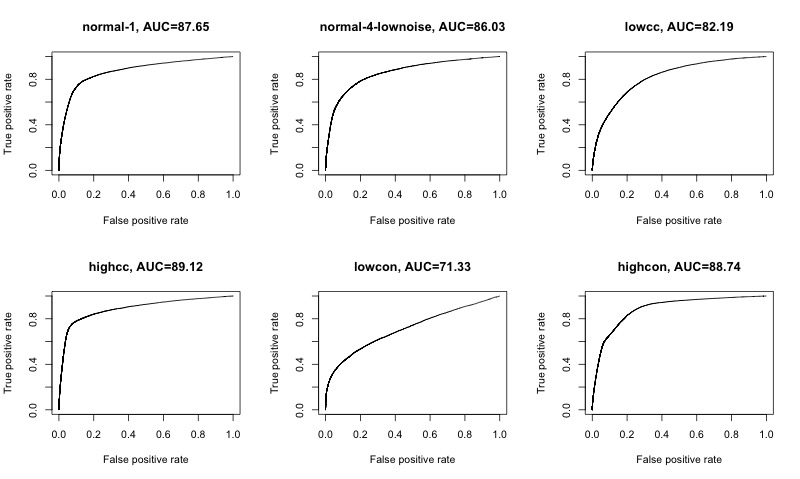 normal-1, AUC=87.65
True positive rate
0.0 0.4 0.8
0.0 0.2 0.4 0.6 0.8 1.0
False positive rate
normal-4-lownoise, AUC=86.03
True positive rate
0.0 0.4 0.8
0.0 0.2 0.4 0.6 0.8 1.0
False positive rate
lowcc, AUC=82.19
True positive rate
0.0 0.4 0.8
0.0 0.2 0.4 0.6 0.8 1.0
False positive rate
highcc, AUC=89.12
True positive rate
0.0 0.4 0.8
0.0 0.2 0.4 0.6 0.8 1.0
False positive rate
lowcon, AUC=71.33
True positive rate
0.0 0.4 0.8
0.0 0.2 0.4 0.6 0.8 1.0
False positive rate
highcon, AUC=88.74
True positive rate
0.0 0.4 0.8
0.0 0.2 0.4 0.6 0.8 1.0
False positive rate